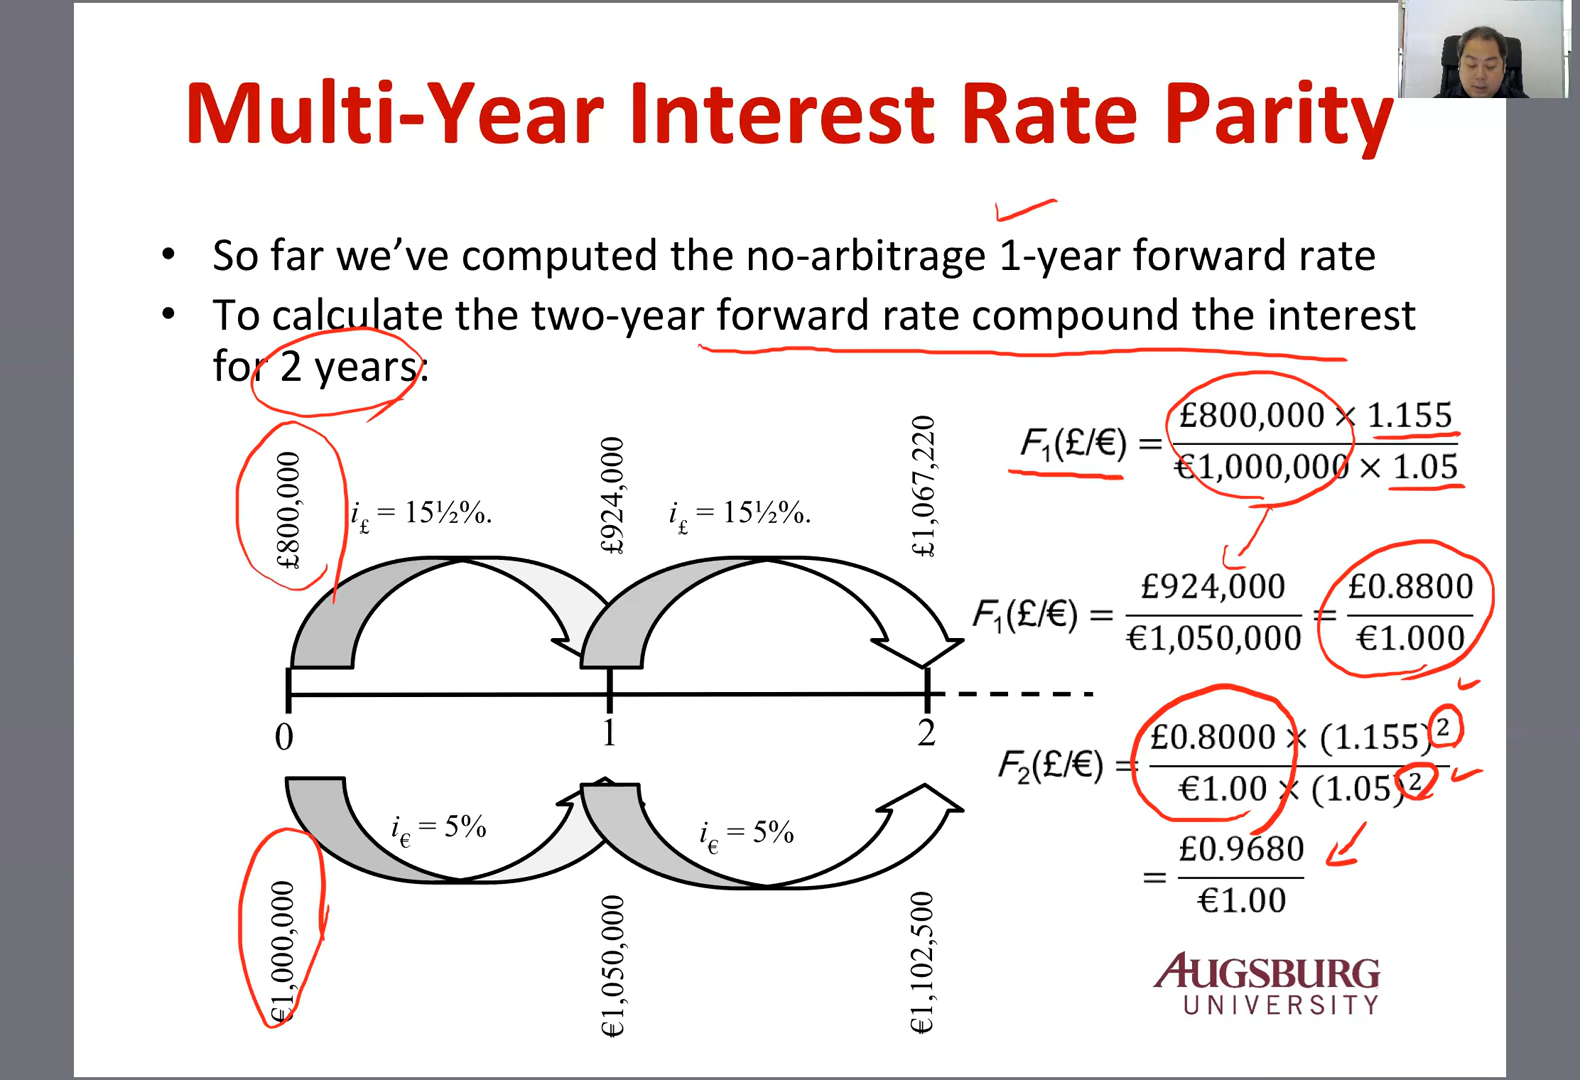 Multi-Year Interest Rate Parity
• So far we’ve computed the no-arbitrage 1-year forward rate
• To calculate the two-year forward rate compound the interest
for 2 years:
£800,000
i£ = 15½%.
£924,000
i£ = 15½%.
£1,067,220
0
1
2
i€ = 5%
i€ = 5%
€1,000,000
€1,050,000
€1,102,500
F1(£/€) = £800,000 × 1.155
€1,000,000 × 1.05
F1(£/€) = £924,000 = £0.8800
€1,050,000 €1.000
F2(£/€) = £0.8000 × (1.155)²
€1.00 × (1.05)²
= £0.9680
€1.00
AUGSBURG
UNIVERSITY